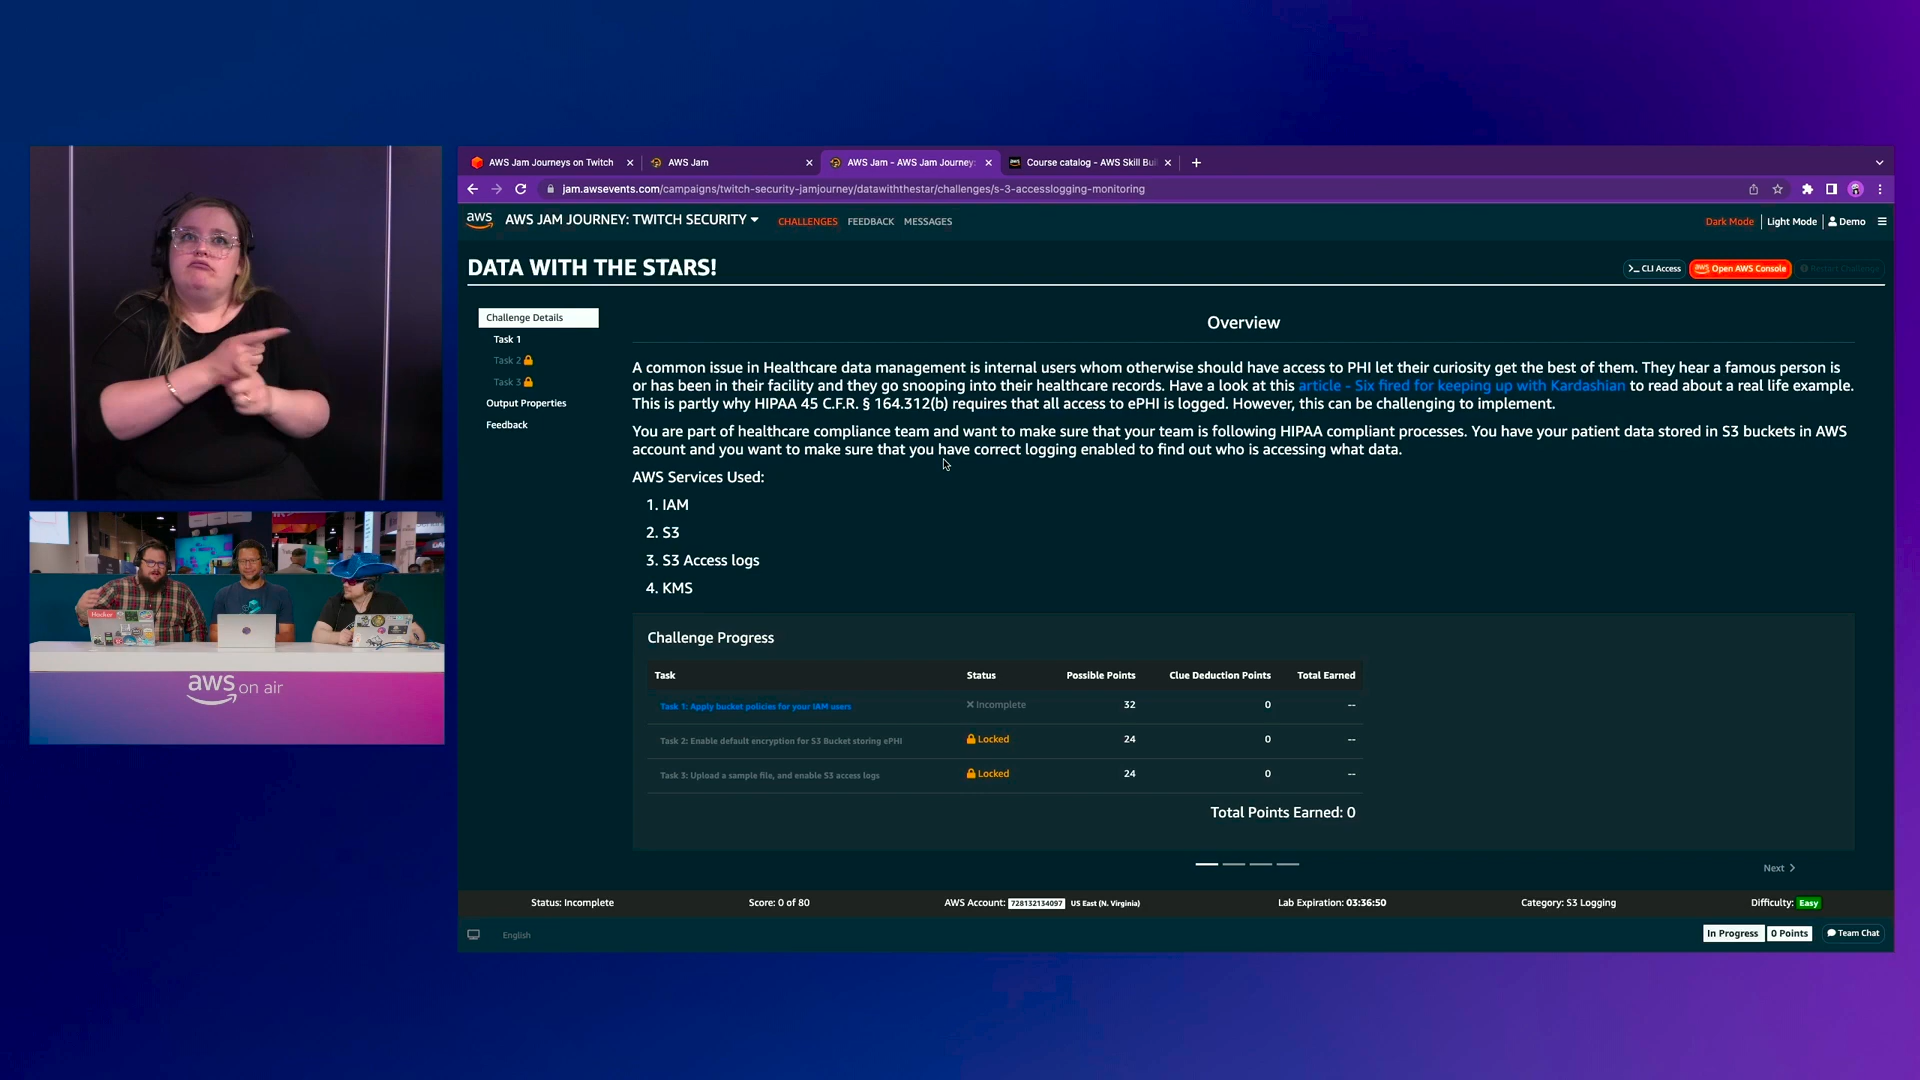 AWS Jam Journeys on Twitch
AWS Jam
AWS Jam - AWS Jam Journey:
Course catalog - AWS Skill Bui
jam.awsevents.com/campaigns/twitch-security-jamjourney/datawiththestar/challenges/s-3-accesslogging-monitoring
aws
AWS JAM JOURNEY: TWITCH SECURITY
CHALLENGES
FEEDBACK
MESSAGES
Dark Mode
Light Mode
Demo
DATA WITH THE STARS!
CLI Access
aws Open AWS Console
Restart Challenge
Challenge Details
Task 1
Task 2
Task 3
Output Properties
Feedback
Overview
A common issue in Healthcare data management is internal users whom otherwise should have access to PHI let their curiosity get the best of them. They hear a famous person is
or has been in their facility and they go snooping into their healthcare records. Have a look at this article - Six fired for keeping up with Kardashian to read about a real life example.
This is partly why HIPAA 45 C.F.R. § 164.312(b) requires that all access to ePHI is logged. However, this can be challenging to implement.
You are part of healthcare compliance team and want to make sure that your team is following HIPAA compliant processes. You have your patient data stored in S3 buckets in AWS
account and you want to make sure that you have correct logging enabled to find out who is accessing what data.
AWS Services Used:
1. IAM
2. S3
3. S3 Access logs
4. KMS
Challenge Progress
Task Status Possible Points Clue Deduction Points Total Earned
Task 1: Apply bucket policies for your IAM users Incomplete 32 0 --
Task 2: Enable default encryption for S3 Bucket storing ePHI Locked 24 0 --
Task 3: Upload a sample file, and enable S3 access logs Locked 24 0 --
Total Points Earned: 0
Next
Status: Incomplete
Score: 0 of 80
AWS Account: 728132134097 US East (N. Virginia)
Lab Expiration: 03:36:50
Category: S3 Logging
Difficulty: Easy
English
In Progress
0 Points
Team Chat
Hacker
aws on air